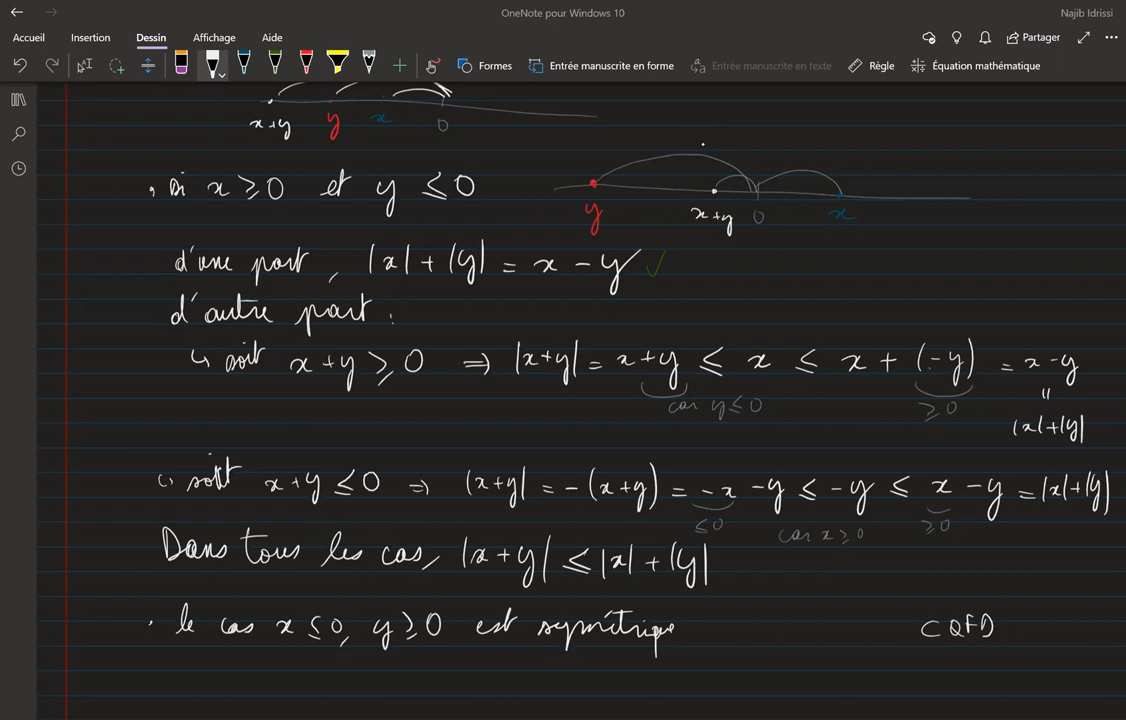 OneNote pour Windows 10
Najib Idrissi
Accueil Insertion Dessin Affichage Aide
Partager
Formes Entrée manuscrite en forme Entrée manuscrite en texte Règle Équation mathématique
x+y y x 0
• si x ≥ 0 et y ≤ 0
y x+y 0 x
d'une part, |x| + |y| = x - y ✓
d'autre part :
↳ soit x+y ≥ 0 ⇒ |x+y| = x+y ≤ x ≤ x + (-y) = x-y
car y ≤ 0 ≥ 0
=
|x|+|y|
↳ soit x+y ≤ 0 ⇒ |x+y| = -(x+y) = -x - y ≤ -y ≤ x - y = |x|+|y|
≤0 car x ≥ 0 ≥0
Dans tous les cas, |x+y| ≤ |x| + |y|
• le cas x ≤ 0, y ≥ 0 est symétrique
CQFD